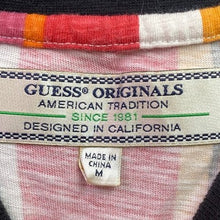 GUESS® ORIGINALS
AMERICAN TRADITION
SINCE 1981
DESIGNED IN CALIFORNIA
MADE IN
CHINA
M